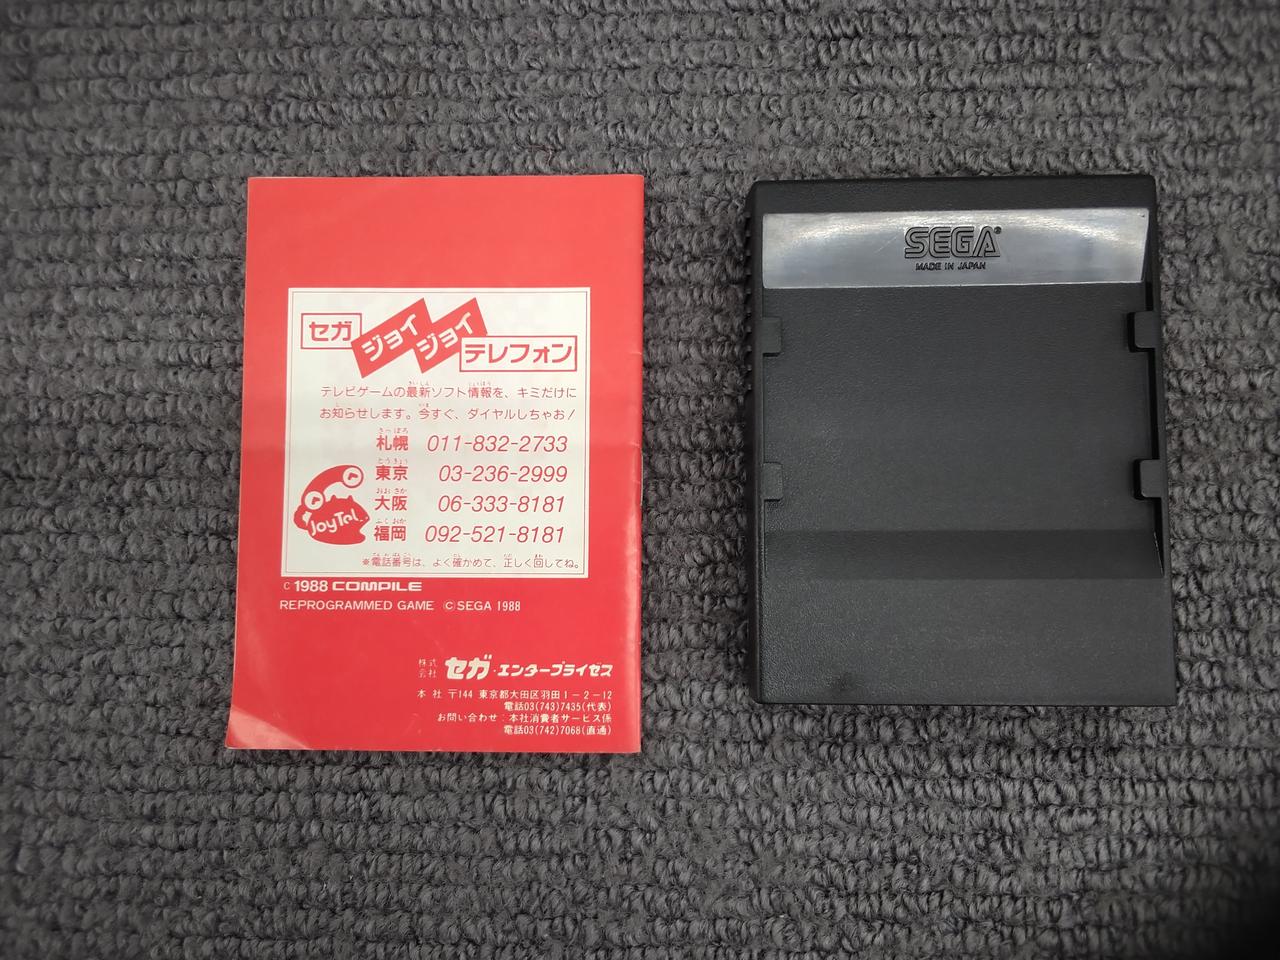 セガ ジョイジョイ テレフォン
テレビゲームの最新ソフト情報を、キミだけに
お知らせします。今すぐ、ダイヤルしちゃお!
札幌 011-832-2733
東京 03-236-2999
大阪 06-333-8181
福岡 092-521-8181
JoyTel
※電話番号は、よく確かめて、正しく回してね。
© 1988 COMPILE
REPROGRAMMED GAME © SEGA 1988
株式会社 セガ・エンタープライゼス
本社 〒144 東京都大田区羽田1-2-12
電話03(743)7435(代表)
お問い合わせ:本社消費者サービス係
電話03(742)7068(直通)
SEGA®
MADE IN JAPAN